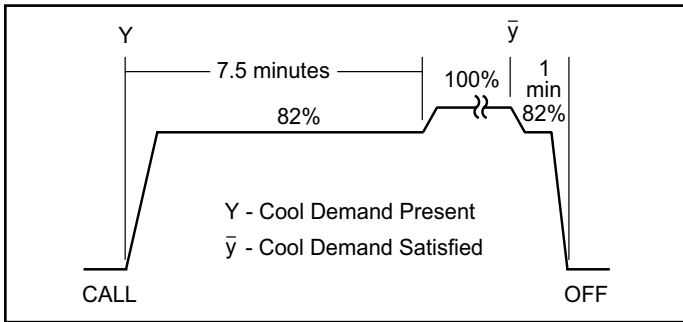 Y
ȳ
7.5 minutes
100%
1
min
82%
82%
Y - Cool Demand Present
ȳ - Cool Demand Satisfied
CALL
OFF